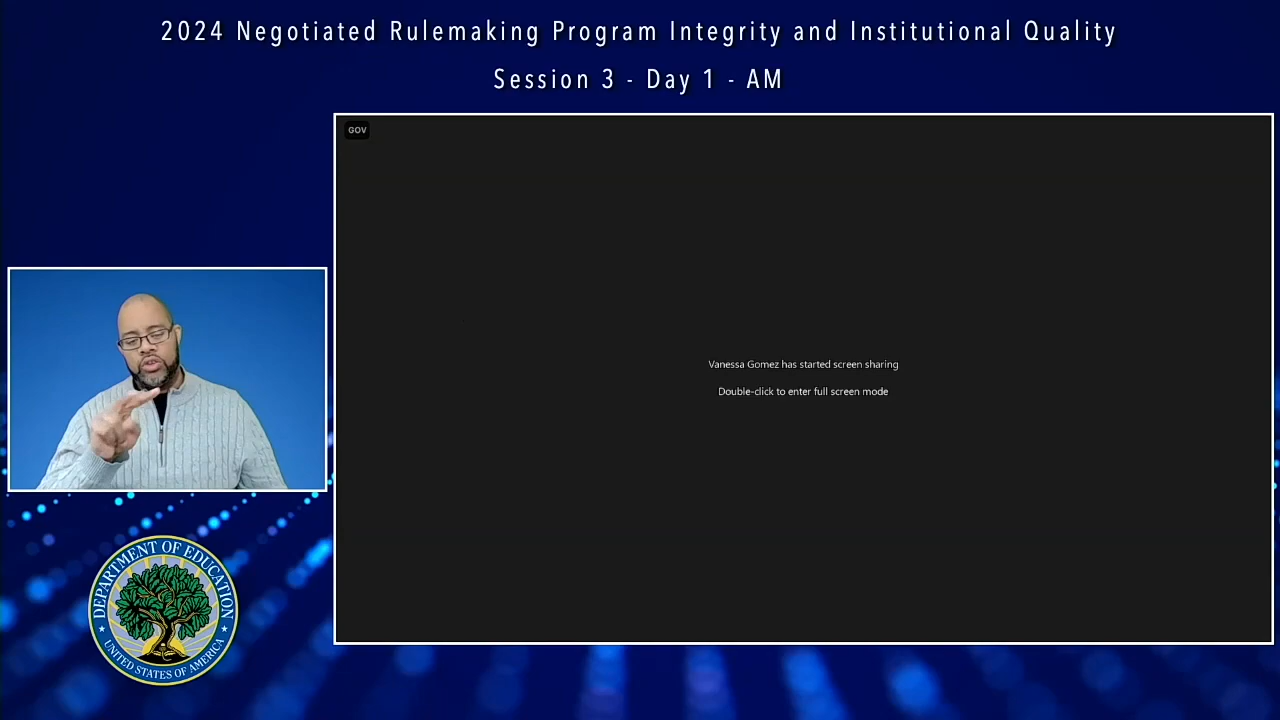 2024 Negotiated Rulemaking Program Integrity and Institutional Quality
Session 3 - Day 1 - AM
GOV
Vanessa Gomez has started screen sharing
Double-click to enter full screen mode
DEPARTMENT OF EDUCATION
UNITED STATES OF AMERICA